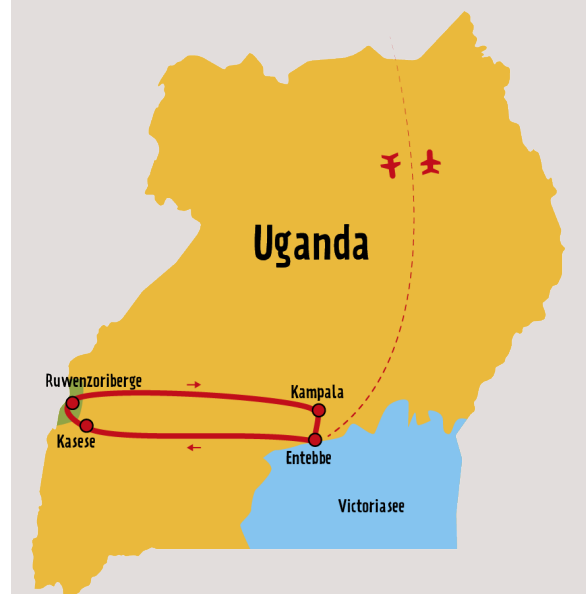 Uganda
Ruwenzoriberge
Kampala
Kasese
Entebbe
Victoriasee